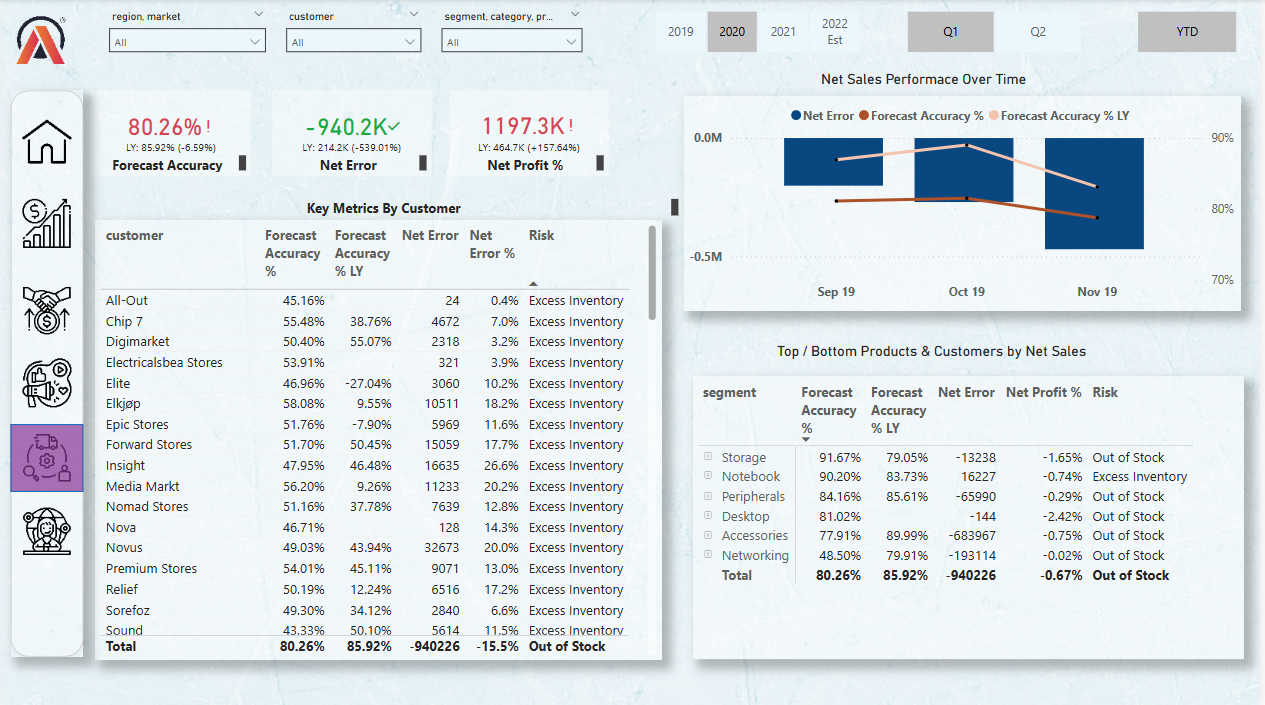 region, market
customer
segment, category, pr...
All
All
All
2019
2020
2021
2022
Est
Q1
Q2
YTD
80.26% !
LY: 85.92% (-6.59%)
Forecast Accuracy
-940.2K✓
LY: 214.2K (-539.01%)
Net Error
1197.3K !
LY: 464.7K (+157.64%)
Net Profit %
Net Sales Performace Over Time
Net Error Forecast Accuracy % Forecast Accuracy % LY
0.0M
-0.5M
90%
80%
70%
Sep 19 Oct 19 Nov 19
Key Metrics By Customer
customer Forecast Accuracy % Forecast Accuracy % LY Net Error Net Error % Risk
All-Out 45.16% 24 0.4% Excess Inventory
Chip 7 55.48% 38.76% 4672 7.0% Excess Inventory
Digimarket 50.40% 55.07% 2318 3.2% Excess Inventory
Electricalsbea Stores 53.91% 321 3.9% Excess Inventory
Elite 46.96% -27.04% 3060 10.2% Excess Inventory
Elkjøp 58.08% 9.55% 10511 18.2% Excess Inventory
Epic Stores 51.76% -7.90% 5969 11.6% Excess Inventory
Forward Stores 51.70% 50.45% 15059 17.7% Excess Inventory
Insight 47.95% 46.48% 16635 26.6% Excess Inventory
Media Markt 56.20% 9.26% 11233 20.2% Excess Inventory
Nomad Stores 51.16% 37.78% 7639 12.8% Excess Inventory
Nova 46.71% 128 14.3% Excess Inventory
Novus 49.03% 43.94% 32673 20.0% Excess Inventory
Premium Stores 54.01% 45.11% 9071 13.0% Excess Inventory
Relief 50.19% 12.24% 6516 17.2% Excess Inventory
Sorefoz 49.30% 34.12% 2840 6.6% Excess Inventory
Sound 43.33% 50.10% 5614 11.5% Excess Inventory
Total 80.26% 85.92% -940226 -15.5% Out of Stock
Top / Bottom Products & Customers by Net Sales
segment Forecast Accuracy % Forecast Accuracy % LY Net Error Net Profit % Risk
Storage 91.67% 79.05% -13238 -1.65% Out of Stock
Notebook 90.20% 83.73% 16227 -0.74% Excess Inventory
Peripherals 84.16% 85.61% -65990 -0.29% Out of Stock
Desktop 81.02% -144 -2.42% Out of Stock
Accessories 77.91% 89.99% -683967 -0.75% Out of Stock
Networking 48.50% 79.91% -193114 -0.02% Out of Stock
Total 80.26% 85.92% -940226 -0.67% Out of Stock